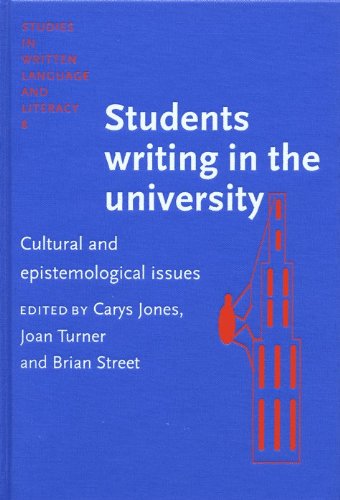 STUDIES
IN
WRITTEN
LANGUAGE
AND
LITERACY
8
Students
writing in the
university
Cultural and
epistemological issues
EDITED BY Carys Jones,
Joan Turner
and Brian Street